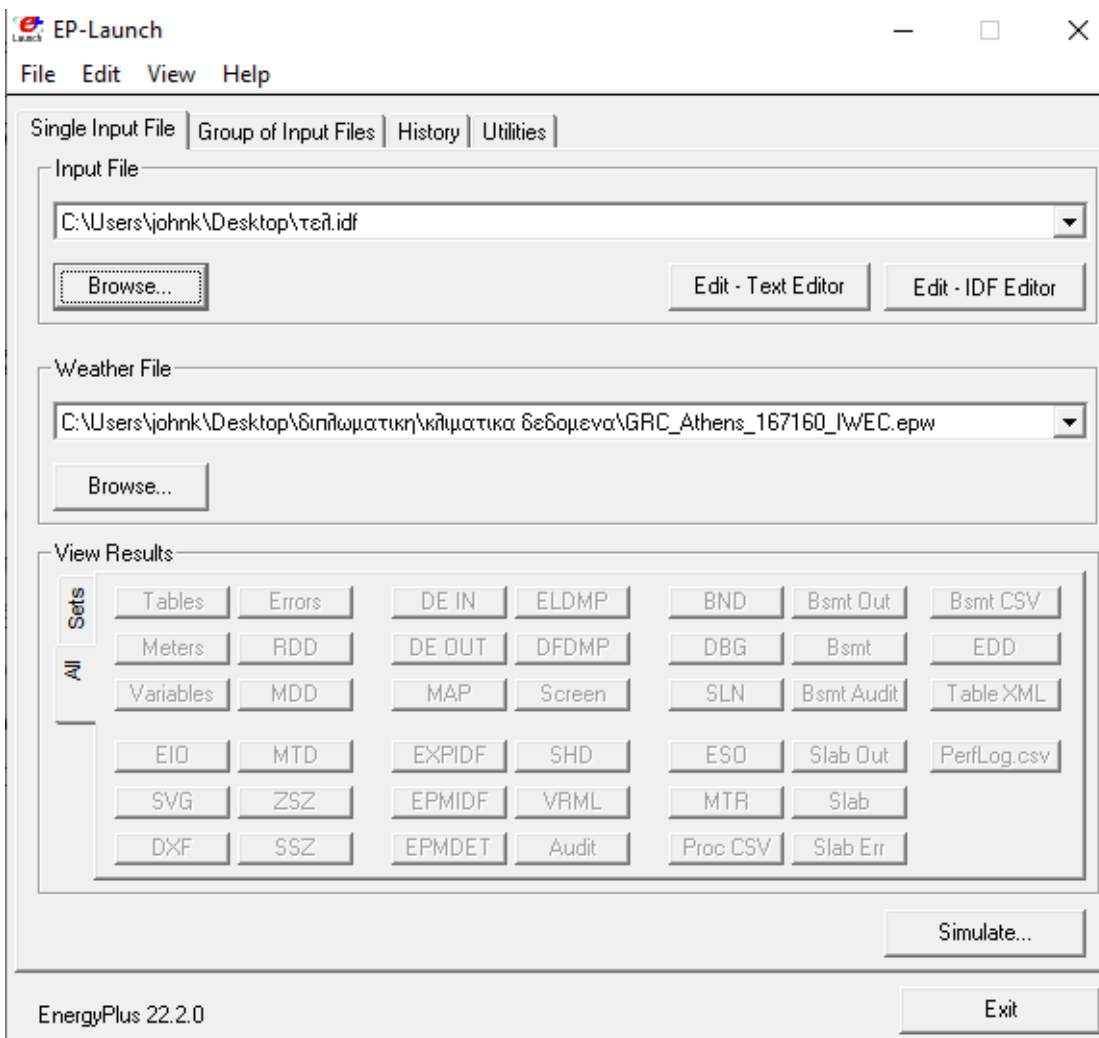 EP-Launch
File Edit View Help
Single Input File Group of Input Files History Utilities
Input File
C:\Users\johnk\Desktop\τελ.idf
Browse... Edit - Text Editor Edit - IDF Editor
Weather File
C:\Users\johnk\Desktop\διπλωματικη\κλιματικα δεδομενα\GRC_Athens_167160_IWEC.epw
Browse...
View Results
Sets
All
Tables Errors DE IN ELDMP BND Bsmt Out Bsmt CSV
Meters RDD DE OUT DFDMP DBG Bsmt EDD
Variables MDD MAP Screen SLN Bsmt Audit Table XML
EIO MTD EXPIDF SHD ESO Slab Out PerfLog.csv
SVG ZSZ EPMIDF VRML MTR Slab
DXF SSZ EPMDET Audit Proc CSV Slab Err
Simulate...
EnergyPlus 22.2.0 Exit